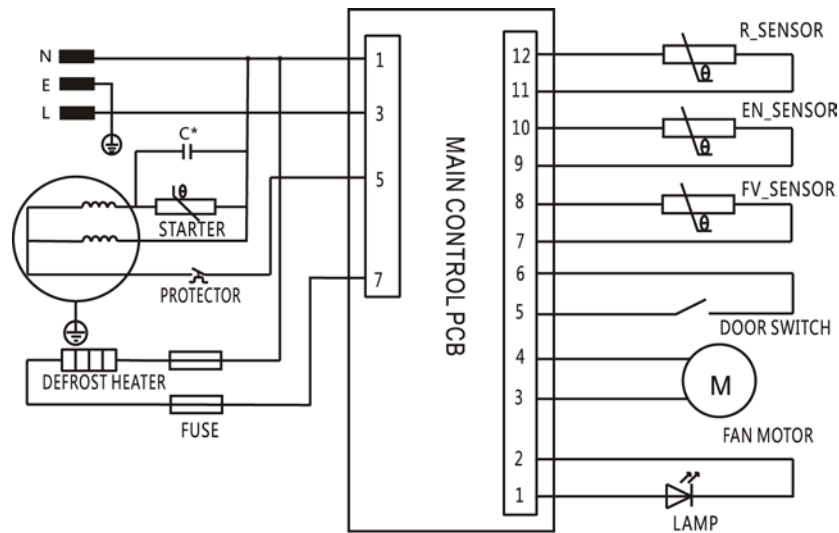 N
E
L
C*
θ
STARTER
PROTECTOR
DEFROST HEATER
FUSE
1
3
5
7
MAIN CONTROL PCB
12
11
10
9
8
7
6
5
4
3
2
1
R_SENSOR
θ
EN_SENSOR
θ
FV_SENSOR
θ
DOOR SWITCH
M
FAN MOTOR
LAMP